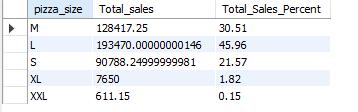 pizza_size Total_sales Total_Sales_Percent
M 128417.25 30.51
L 193470.00000000146 45.96
S 90788.24999999981 21.57
XL 7650 1.82
XXL 611.15 0.15